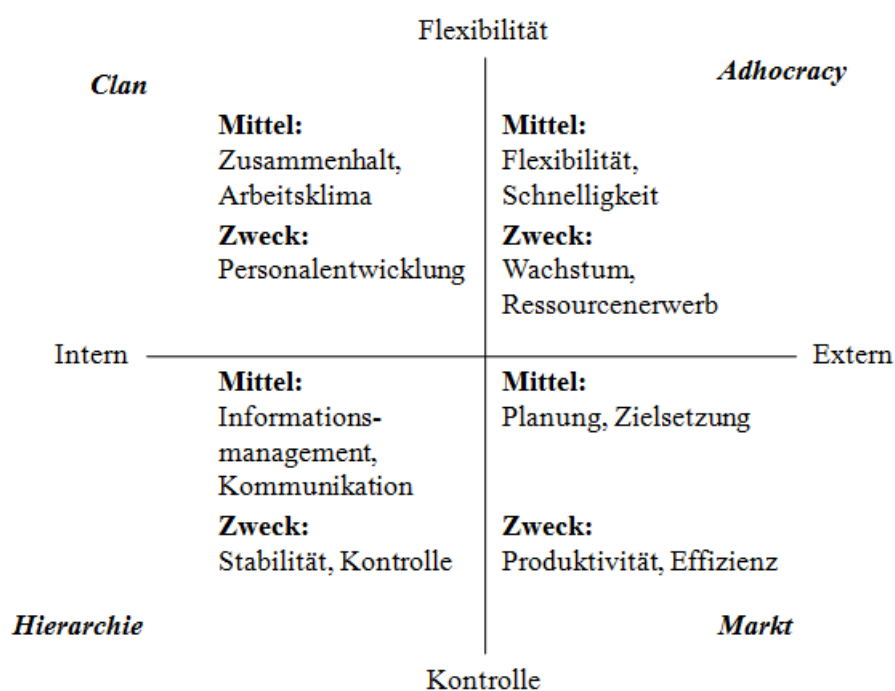 Flexibilität
Clan
Adhocracy
Mittel:
Zusammenhalt,
Arbeitsklima
Zweck:
Personalentwicklung
Mittel:
Flexibilität,
Schnelligkeit
Zweck:
Wachstum,
Ressourcenerwerb
Intern
Extern
Mittel:
Informations-
management,
Kommunikation
Zweck:
Stabilität, Kontrolle
Mittel:
Planung, Zielsetzung
Zweck:
Produktivität, Effizienz
Hierarchie
Markt
Kontrolle